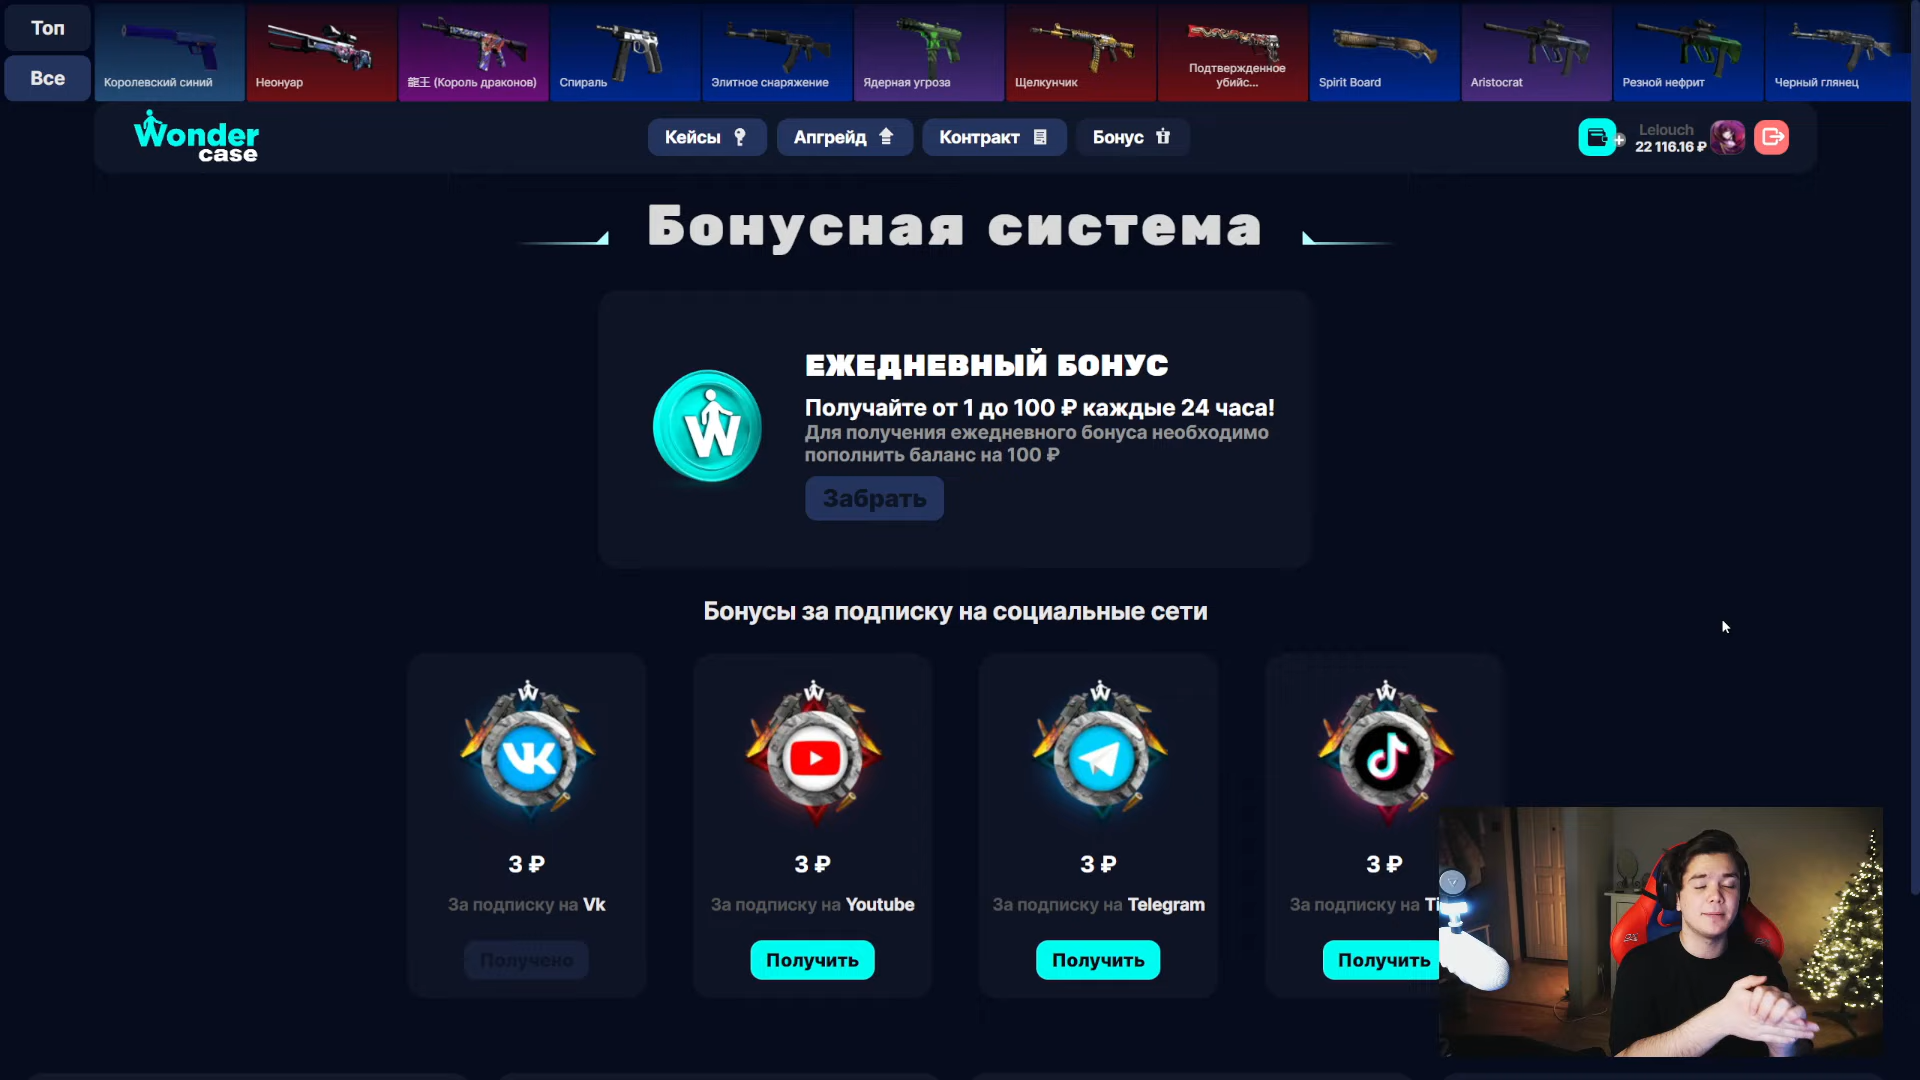 Топ
Все
Королевский синий
Неонуар
龍王 (Король драконов)
Спираль
Элитное снаряжение
Ядерная угроза
Щелкунчик
Подтвержденное
убийс...
Spirit Board
Aristocrat
Резной нефрит
Черный глянец
Wonder
case
Кейсы
Апгрейд
Контракт
Бонус
Lelouch
22 116.16 ₽
Бонусная система
W
ЕЖЕДНЕВНЫЙ БОНУС
Получайте от 1 до 100 ₽ каждые 24 часа!
Для получения ежедневного бонуса необходимо
пополнить баланс на 100 ₽
Забрать
Бонусы за подписку на социальные сети
3 ₽
За подписку на Vk
Получено
3 ₽
За подписку на Youtube
Получить
3 ₽
За подписку на Telegram
Получить
3 ₽
За подписку на Ti
Получить